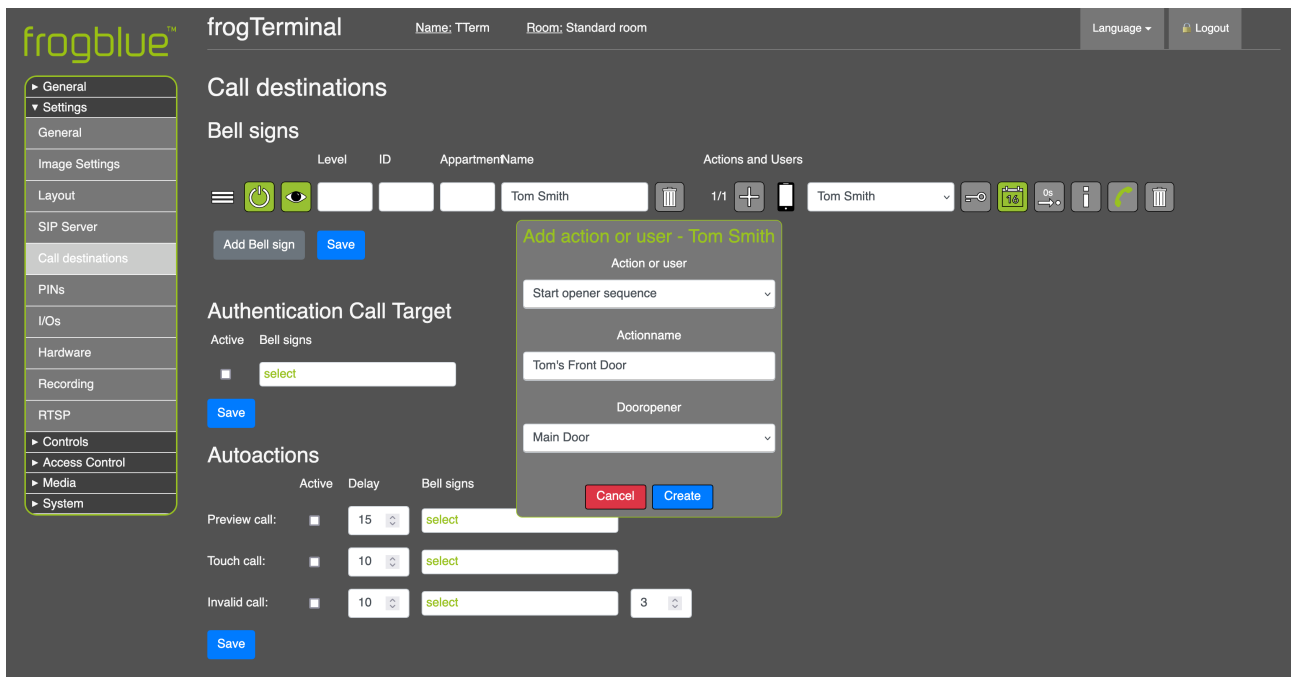 frogblue™
frogTerminal
Name: TTerm
Room: Standard room
Language
Logout
General
Settings
General
Image Settings
Layout
SIP Server
Call destinations
PINs
I/Os
Hardware
Recording
RTSP
Controls
Access Control
Media
System
Call destinations
Bell signs
Level ID Appartment Name Actions and Users
Tom Smith 1/1 Tom Smith 16 0s
Add Bell sign Save
Add action or user - Tom Smith
Action or user
Start opener sequence
Actionname
Tom's Front Door
Dooropener
Main Door
Cancel Create
Authentication Call Target
Active Bell signs
select
Save
Autoactions
Active Delay Bell signs
Preview call: 15 select
Touch call: 10 select
Invalid call: 10 select 3
Save